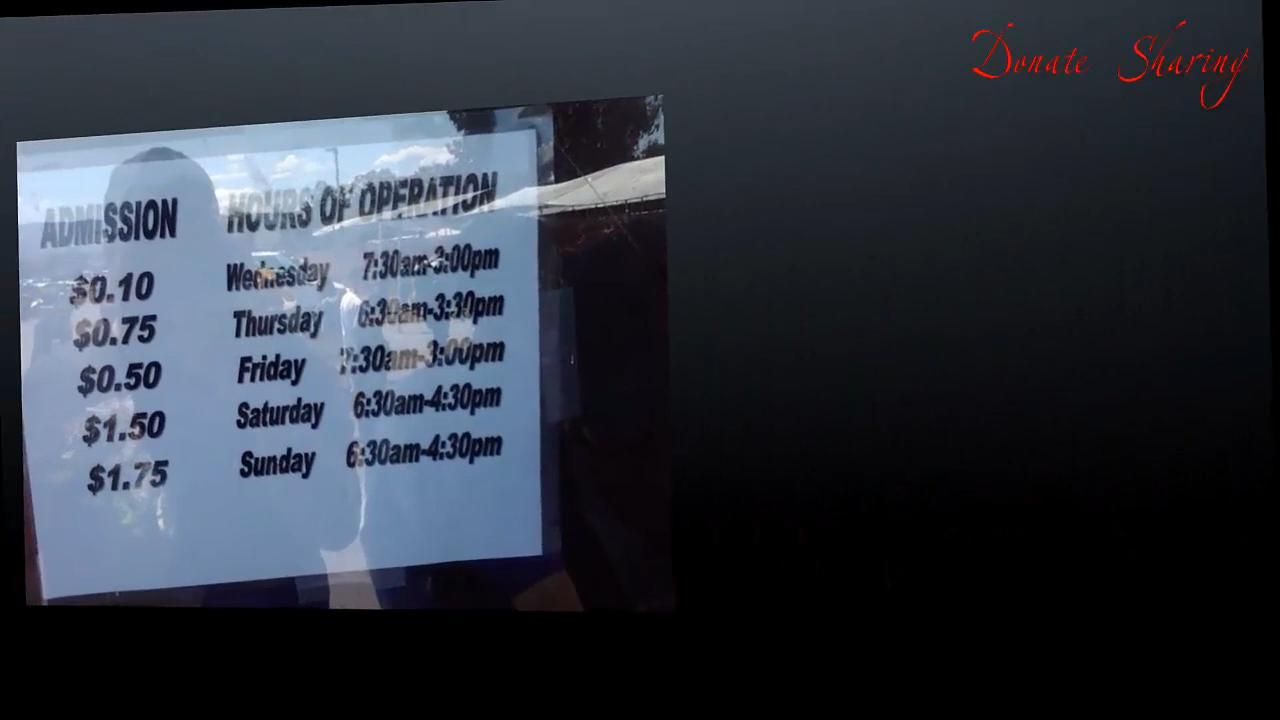 Donate Sharing
ADMISSION HOURS OF OPERATION
$0.10 Wednesday 7:30am-3:00pm
$0.75 Thursday 6:30am-3:30pm
$0.50 Friday 7:30am-3:00pm
$1.50 Saturday 6:30am-4:30pm
$1.75 Sunday 6:30am-4:30pm